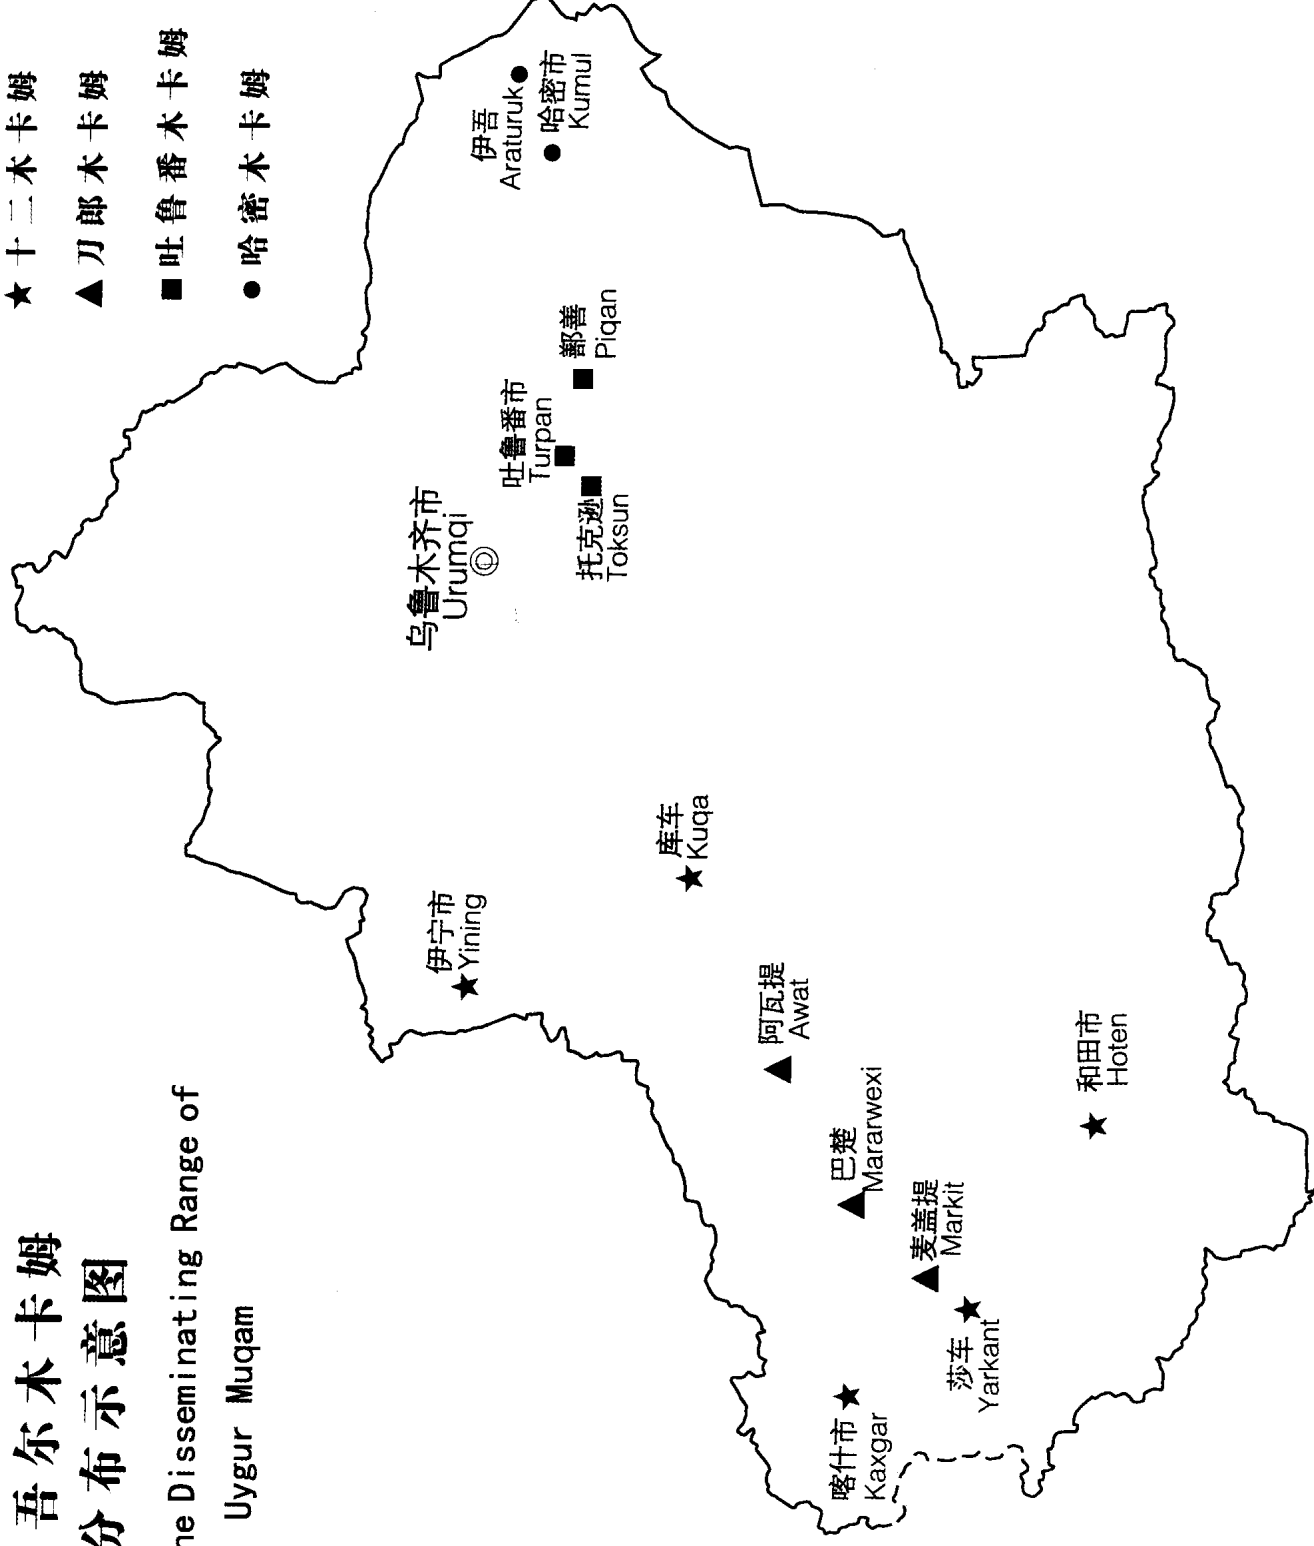 吾尔木卡姆
分布示意图
ne Disseminating Range of
Uygur Muqam
★十二木卡姆
▲刀郎木卡姆
■吐鲁番木卡姆
●哈密木卡姆
伊吾
Araturuk
哈密市
Kumul
鄯善
Piqan
吐鲁番市
Turpan
托克逊
Toksun
乌鲁木齐市
Urumqi
库车
Kuqa
伊宁市
Yining
阿瓦提
Awat
巴楚
Mararwexi
麦盖提
Markit
和田市
Hoten
莎车
Yarkant
喀什市
Kaxgar